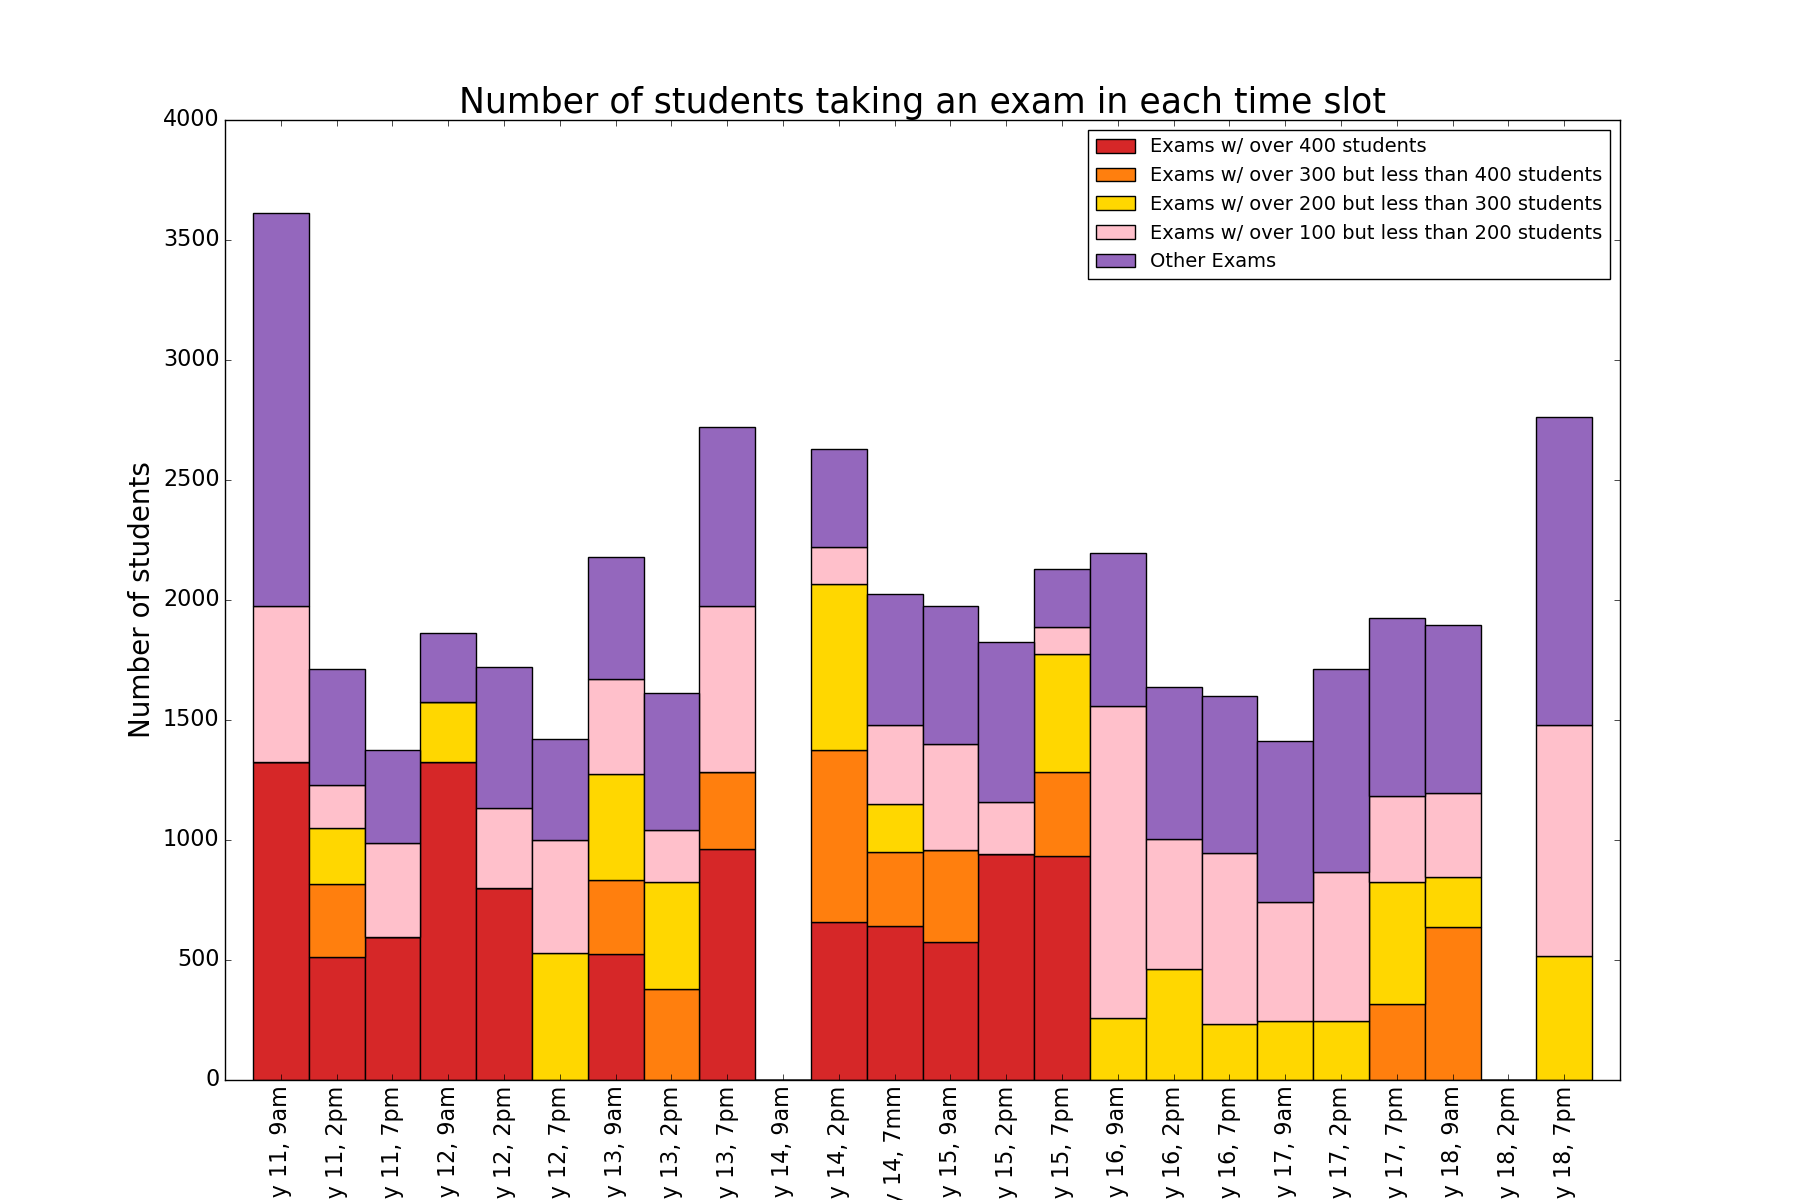 Number of students taking an exam in each time slot
Number of students
4000
3500
3000
2500
2000
1500
1000
500
0
Exams w/ over 400 students
Exams w/ over 300 but less than 400 students
Exams w/ over 200 but less than 300 students
Exams w/ over 100 but less than 200 students
Other Exams
y 11, 9am
y 11, 2pm
y 11, 7pm
y 12, 9am
y 12, 2pm
y 12, 7pm
y 13, 9am
y 13, 2pm
y 13, 7pm
y 14, 9am
y 14, 2pm
y 14, 7mm
y 15, 9am
y 15, 2pm
y 15, 7pm
y 16, 9am
y 16, 2pm
y 16, 7pm
y 17, 9am
y 17, 2pm
y 17, 7pm
y 18, 9am
y 18, 2pm
y 18, 7pm